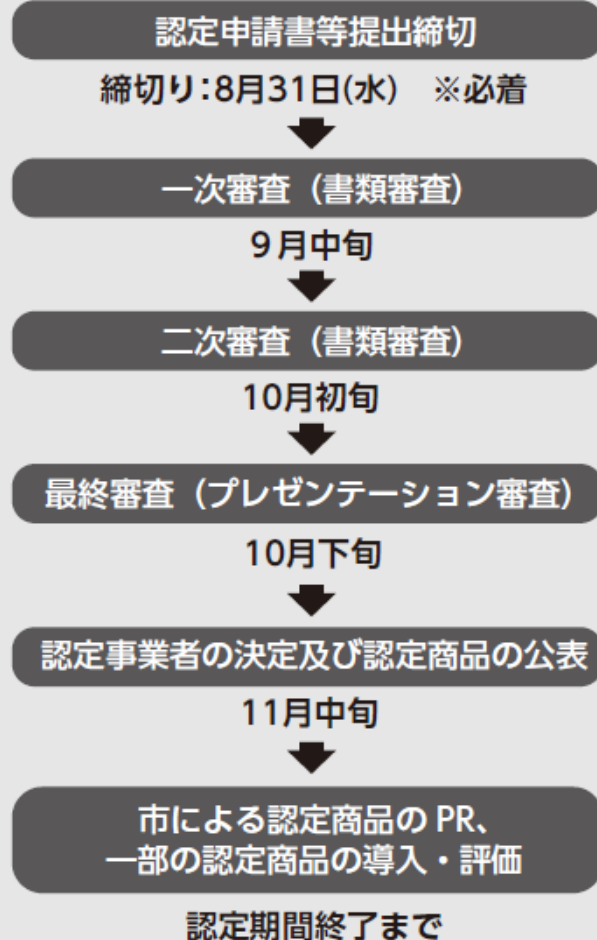 認定申請書等提出締切
締切り：8月31日(水)　※必着
一次審査（書類審査）
9月中旬
二次審査（書類審査）
10月初旬
最終審査（プレゼンテーション審査）
10月下旬
認定事業者の決定及び認定商品の公表
11月中旬
市による認定商品の PR、
一部の認定商品の導入・評価
認定期間終了まで